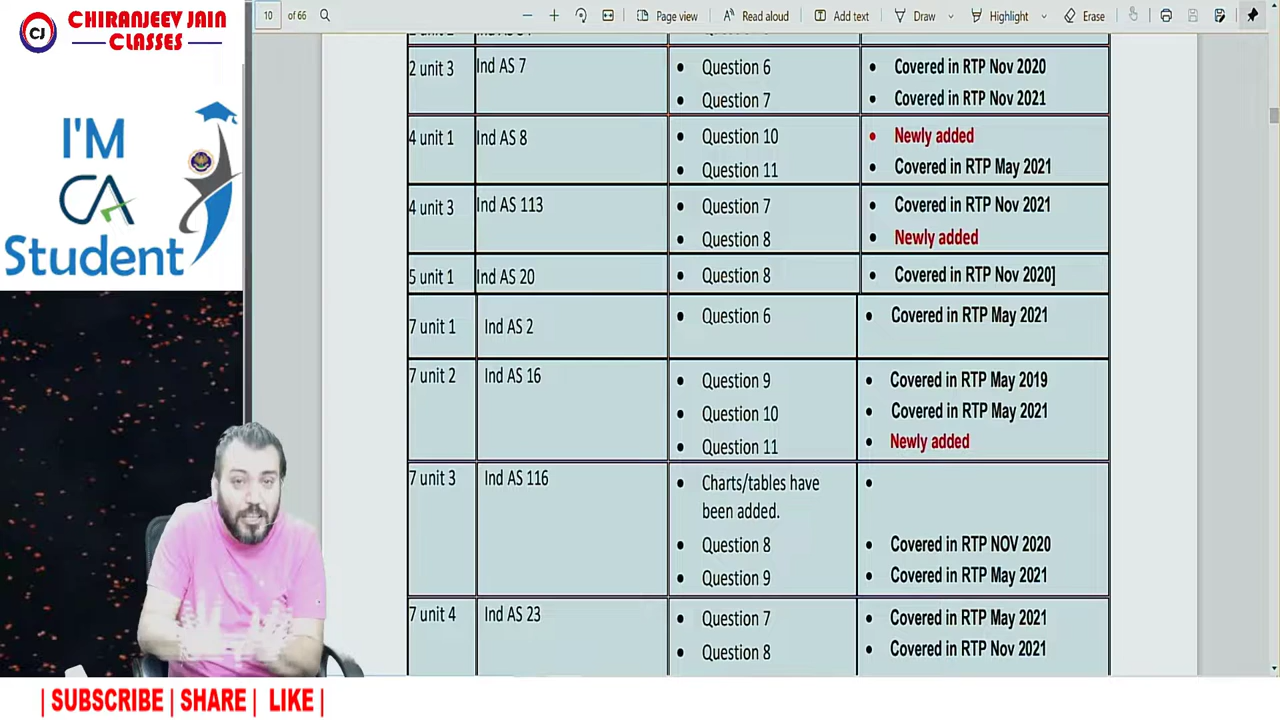 CHIRANJEEV JAIN
CLASSES
CJ
I'M
CA
Student
10 of 66
Page view
Read aloud
Add text
Draw
Highlight
Erase
2 unit 3 Ind AS 7 • Question 6 • Covered in RTP Nov 2020
• Question 7 • Covered in RTP Nov 2021
4 unit 1 Ind AS 8 • Question 10 • Newly added
• Question 11 • Covered in RTP May 2021
4 unit 3 Ind AS 113 • Question 7 • Covered in RTP Nov 2021
• Question 8 • Newly added
5 unit 1 Ind AS 20 • Question 8 • Covered in RTP Nov 2020]
7 unit 1 Ind AS 2 • Question 6 • Covered in RTP May 2021
7 unit 2 Ind AS 16 • Question 9 • Covered in RTP May 2019
• Question 10 • Covered in RTP May 2021
• Question 11 • Newly added
7 unit 3 Ind AS 116 • Charts/tables have •
been added.
• Question 8 • Covered in RTP NOV 2020
• Question 9 • Covered in RTP May 2021
7 unit 4 Ind AS 23 • Question 7 • Covered in RTP May 2021
• Question 8 • Covered in RTP Nov 2021
| SUBSCRIBE | SHARE | LIKE |